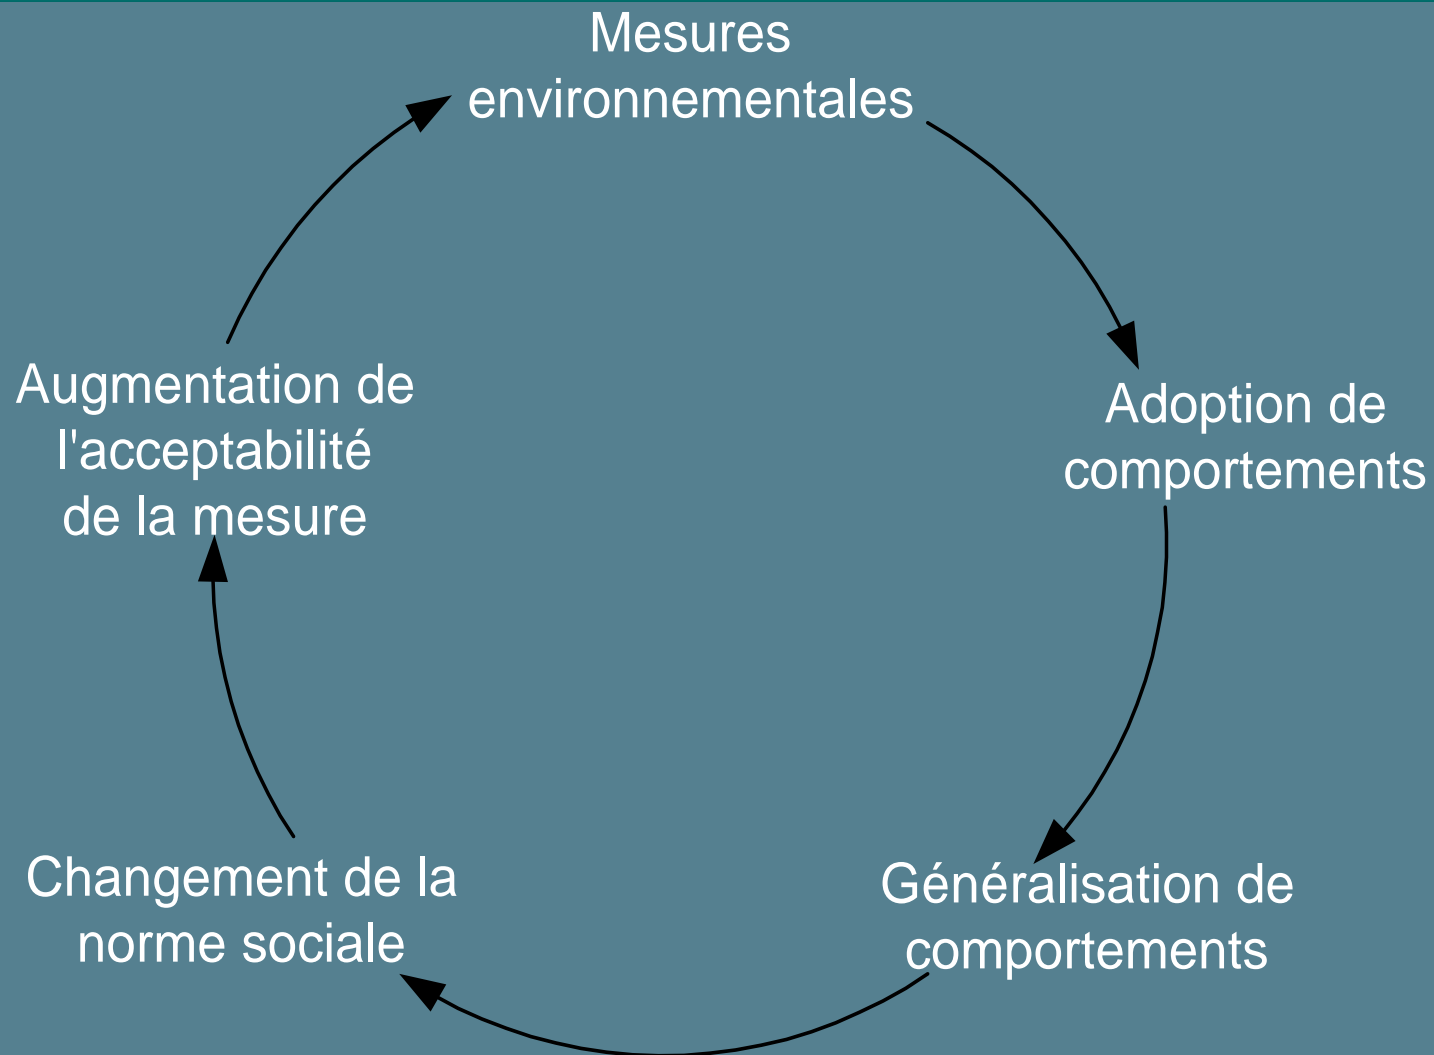 Mesures
environnementales
Adoption de
comportements
Généralisation de
comportements
Changement de la
norme sociale
Augmentation de
l'acceptabilité
de la mesure